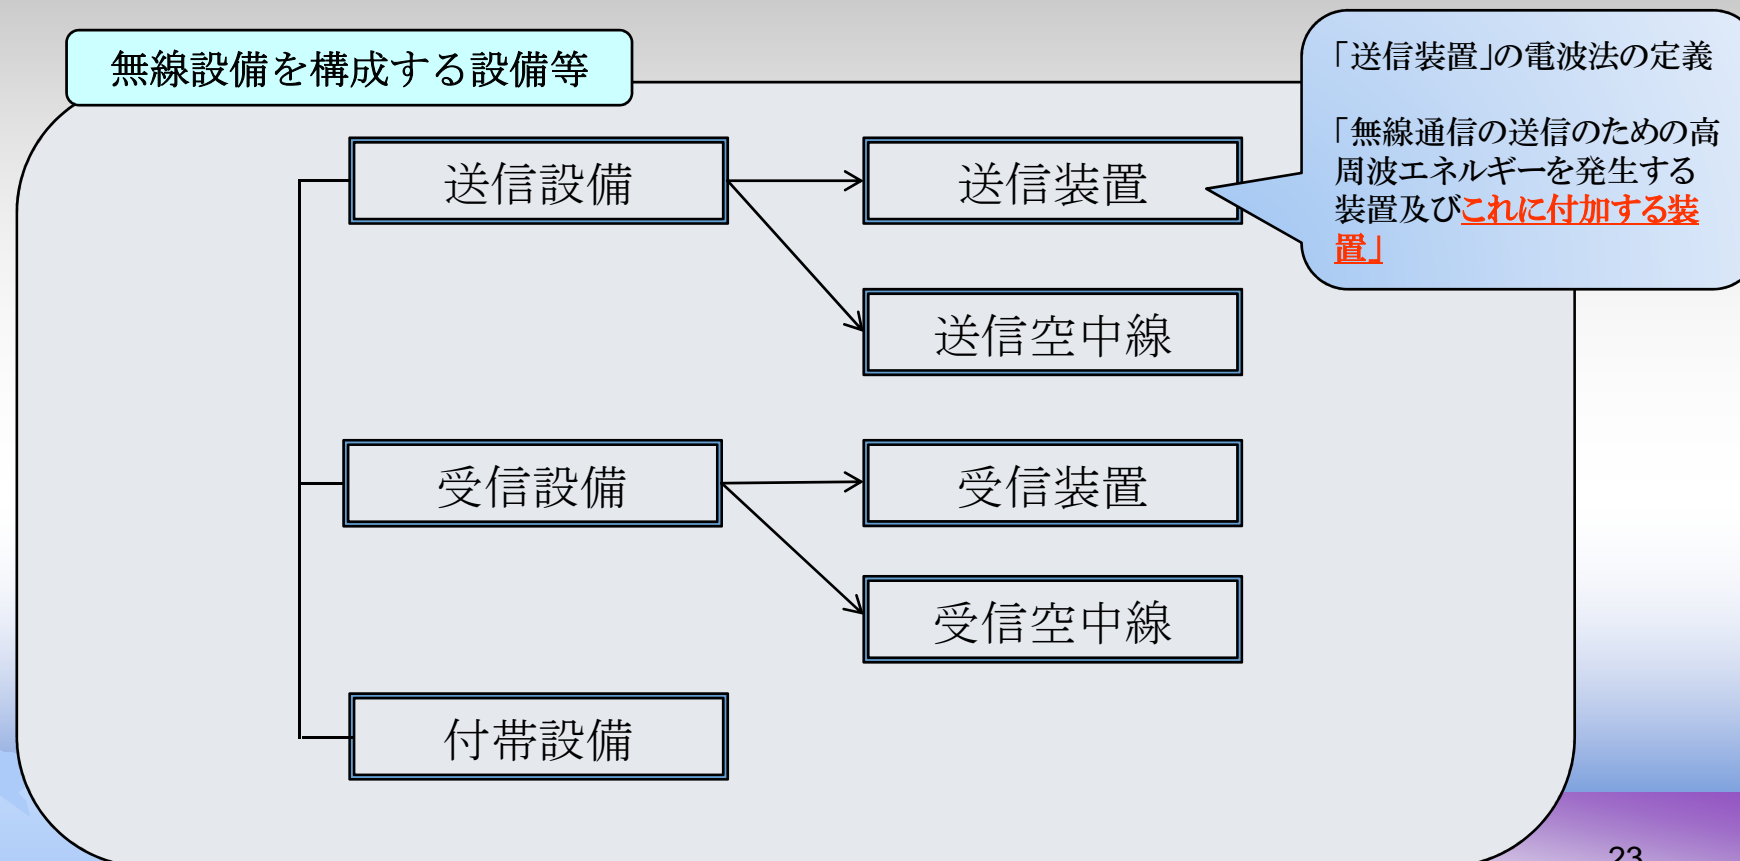 無線設備を構成する設備等
「送信装置」の電波法の定義
「無線通信の送信のための高
周波エネルギーを発生する
装置及びこれに付加する装
置」
送信設備
送信装置
送信空中線
受信設備
受信装置
受信空中線
付帯設備
23